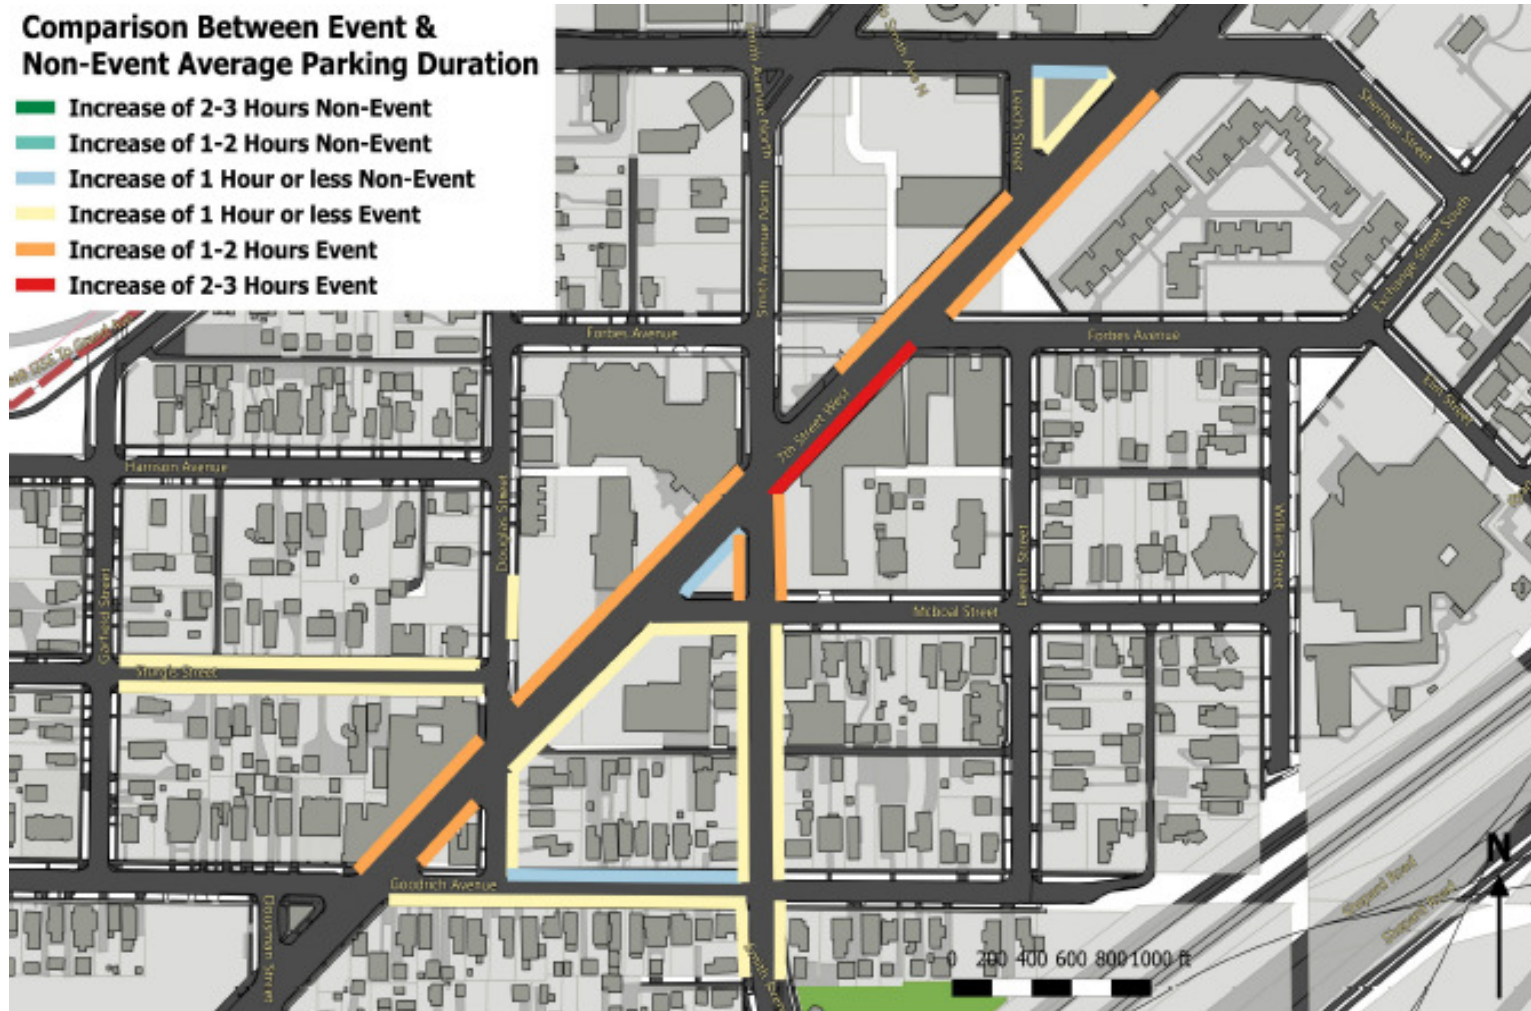 Comparison Between Event &
Non-Event Average Parking Duration
Increase of 2-3 Hours Non-Event
Increase of 1-2 Hours Non-Event
Increase of 1 Hour or less Non-Event
Increase of 1 Hour or less Event
Increase of 1-2 Hours Event
Increase of 2-3 Hours Event
Smith Avenue North
Smith Ave N
Leech Street
Sherman Street
Smith Avenue North
Exchange Street South
Forbes Avenue
Forbes Avenue
Elm Street
7th Street West
Harrison Avenue
Douglas Street
Leech Street
Wilkin Street
Garfield Street
McBoal Street
Sturgis Street
Goodrich Avenue
Dousman Street
Shepard Road
Shepard Road
N
0 200 400 600 800 1000 ft